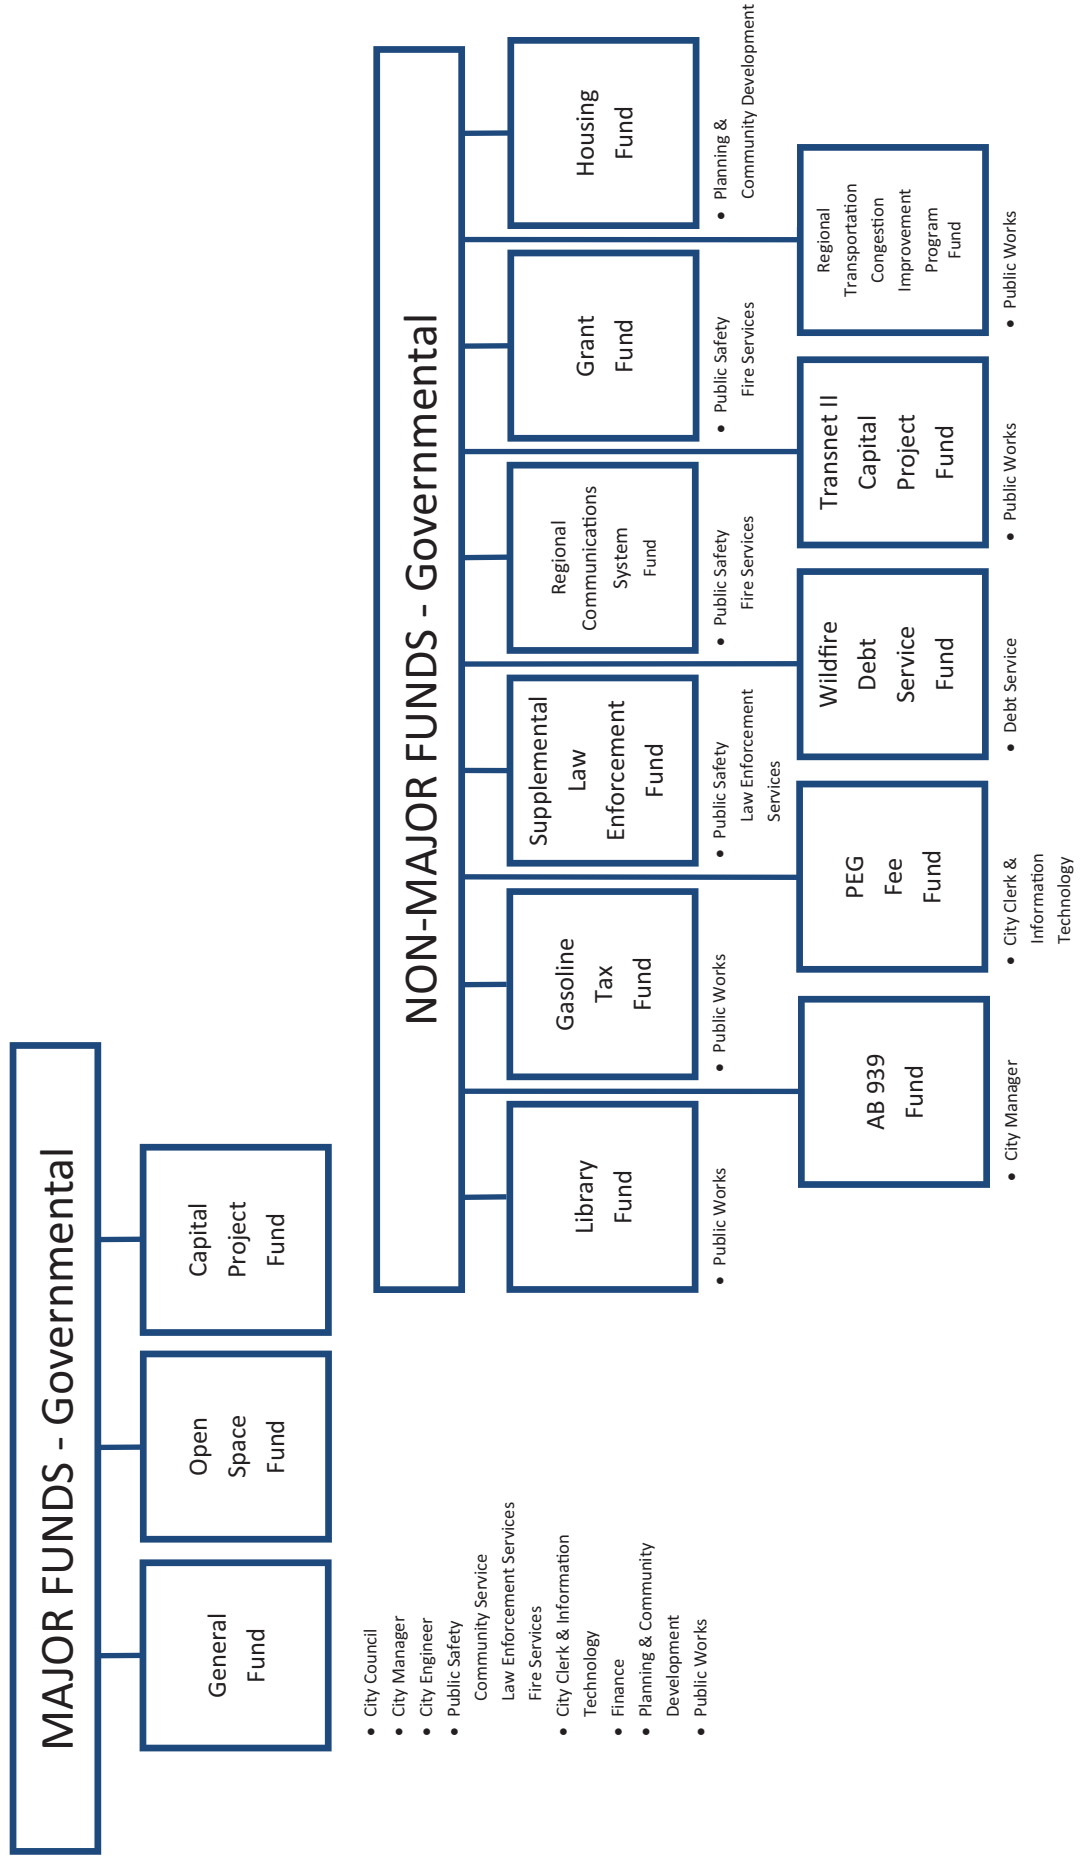 MAJOR FUNDS - Governmental
General
Fund
Open
Space
Fund
Capital
Project
Fund
• City Council
• City Manager
• City Engineer
• Public Safety
Community Service
Law Enforcement Services
Fire Services
• City Clerk & Information
Technology
• Finance
• Planning & Community
Development
• Public Works
NON-MAJOR FUNDS - Governmental
Library
Fund
• Public Works
Gasoline
Tax
Fund
• Public Works
Supplemental
Law
Enforcement
Fund
• Public Safety
Law Enforcement
Services
Regional
Communications
System
Fund
• Public Safety
Fire Services
Grant
Fund
• Public Safety
Fire Services
Housing
Fund
• Planning &
Community Development
AB 939
Fund
• City Manager
PEG
Fee
Fund
• City Clerk &
Information
Technology
Wildfire
Debt
Service
Fund
• Debt Service
Transnet II
Capital
Project
Fund
• Public Works
Regional
Transportation
Congestion
Improvement
Program
Fund
• Public Works